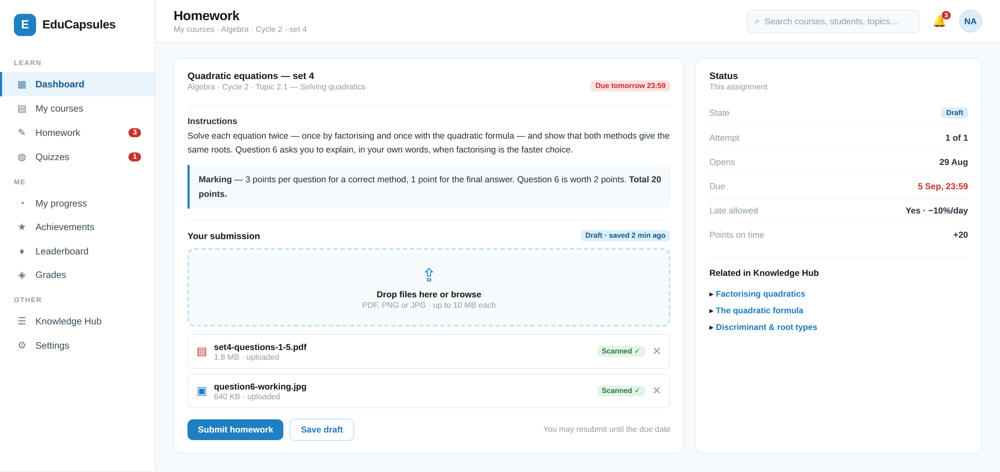 E EduCapsules
LEARN
Dashboard
My courses
Homework 3
Quizzes 1
ME
My progress
Achievements
Leaderboard
Grades
OTHER
Knowledge Hub
Settings
Homework
My courses · Algebra · Cycle 2 · set 4
Search courses, students, topics…
3
NA
Quadratic equations — set 4
Algebra · Cycle 2 · Topic 2.1 — Solving quadratics
Due tomorrow 23:59
Instructions
Solve each equation twice — once by factorising and once with the quadratic formula — and show that both methods give the
same roots. Question 6 asks you to explain, in your own words, when factorising is the faster choice.
Marking — 3 points per question for a correct method, 1 point for the final answer. Question 6 is worth 2 points. Total 20
points.
Your submission
Draft · saved 2 min ago
Drop files here or browse
PDF, PNG or JPG · up to 10 MB each
set4-questions-1-5.pdf
1.8 MB · uploaded
Scanned ✓ ✕
question6-working.jpg
640 KB · uploaded
Scanned ✓ ✕
Submit homework
Save draft
You may resubmit until the due date
Status
This assignment
State Draft
Attempt 1 of 1
Opens 29 Aug
Due 5 Sep, 23:59
Late allowed Yes · −10%/day
Points on time +20
Related in Knowledge Hub
▸ Factorising quadratics
▸ The quadratic formula
▸ Discriminant & root types